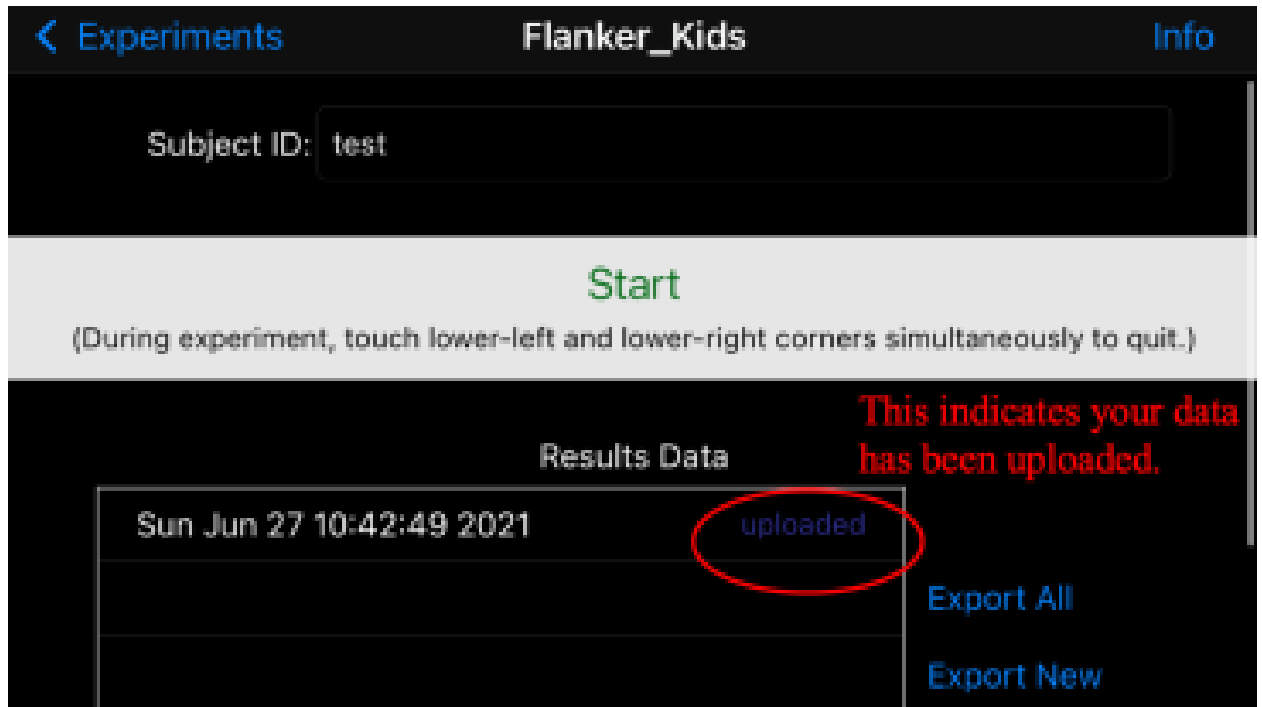 Experiments Flanker_Kids Info
Subject ID: test
Start
(During experiment, touch lower-left and lower-right corners simultaneously to quit.)
This indicates your data
has been uploaded.
Results Data
Sun Jun 27 10:42:49 2021 uploaded
Export All
Export New